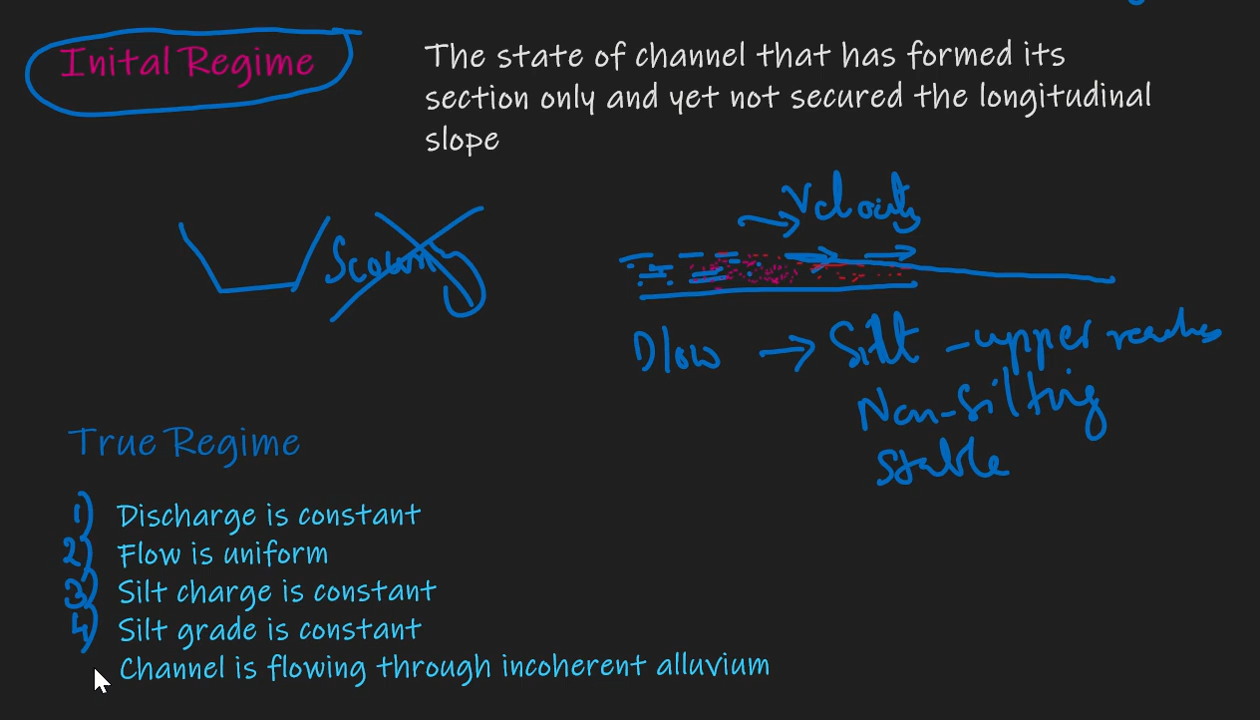 Inital Regime
The state of channel that has formed its
section only and yet not secured the longitudinal
slope
Velouty
Scouring
Dlow → Silt - upper reaches
Non-Silting
Stable
True Regime
1) Discharge is constant
2) Flow is uniform
3) Silt charge is constant
4) Silt grade is constant
Channel is flowing through incoherent alluvium